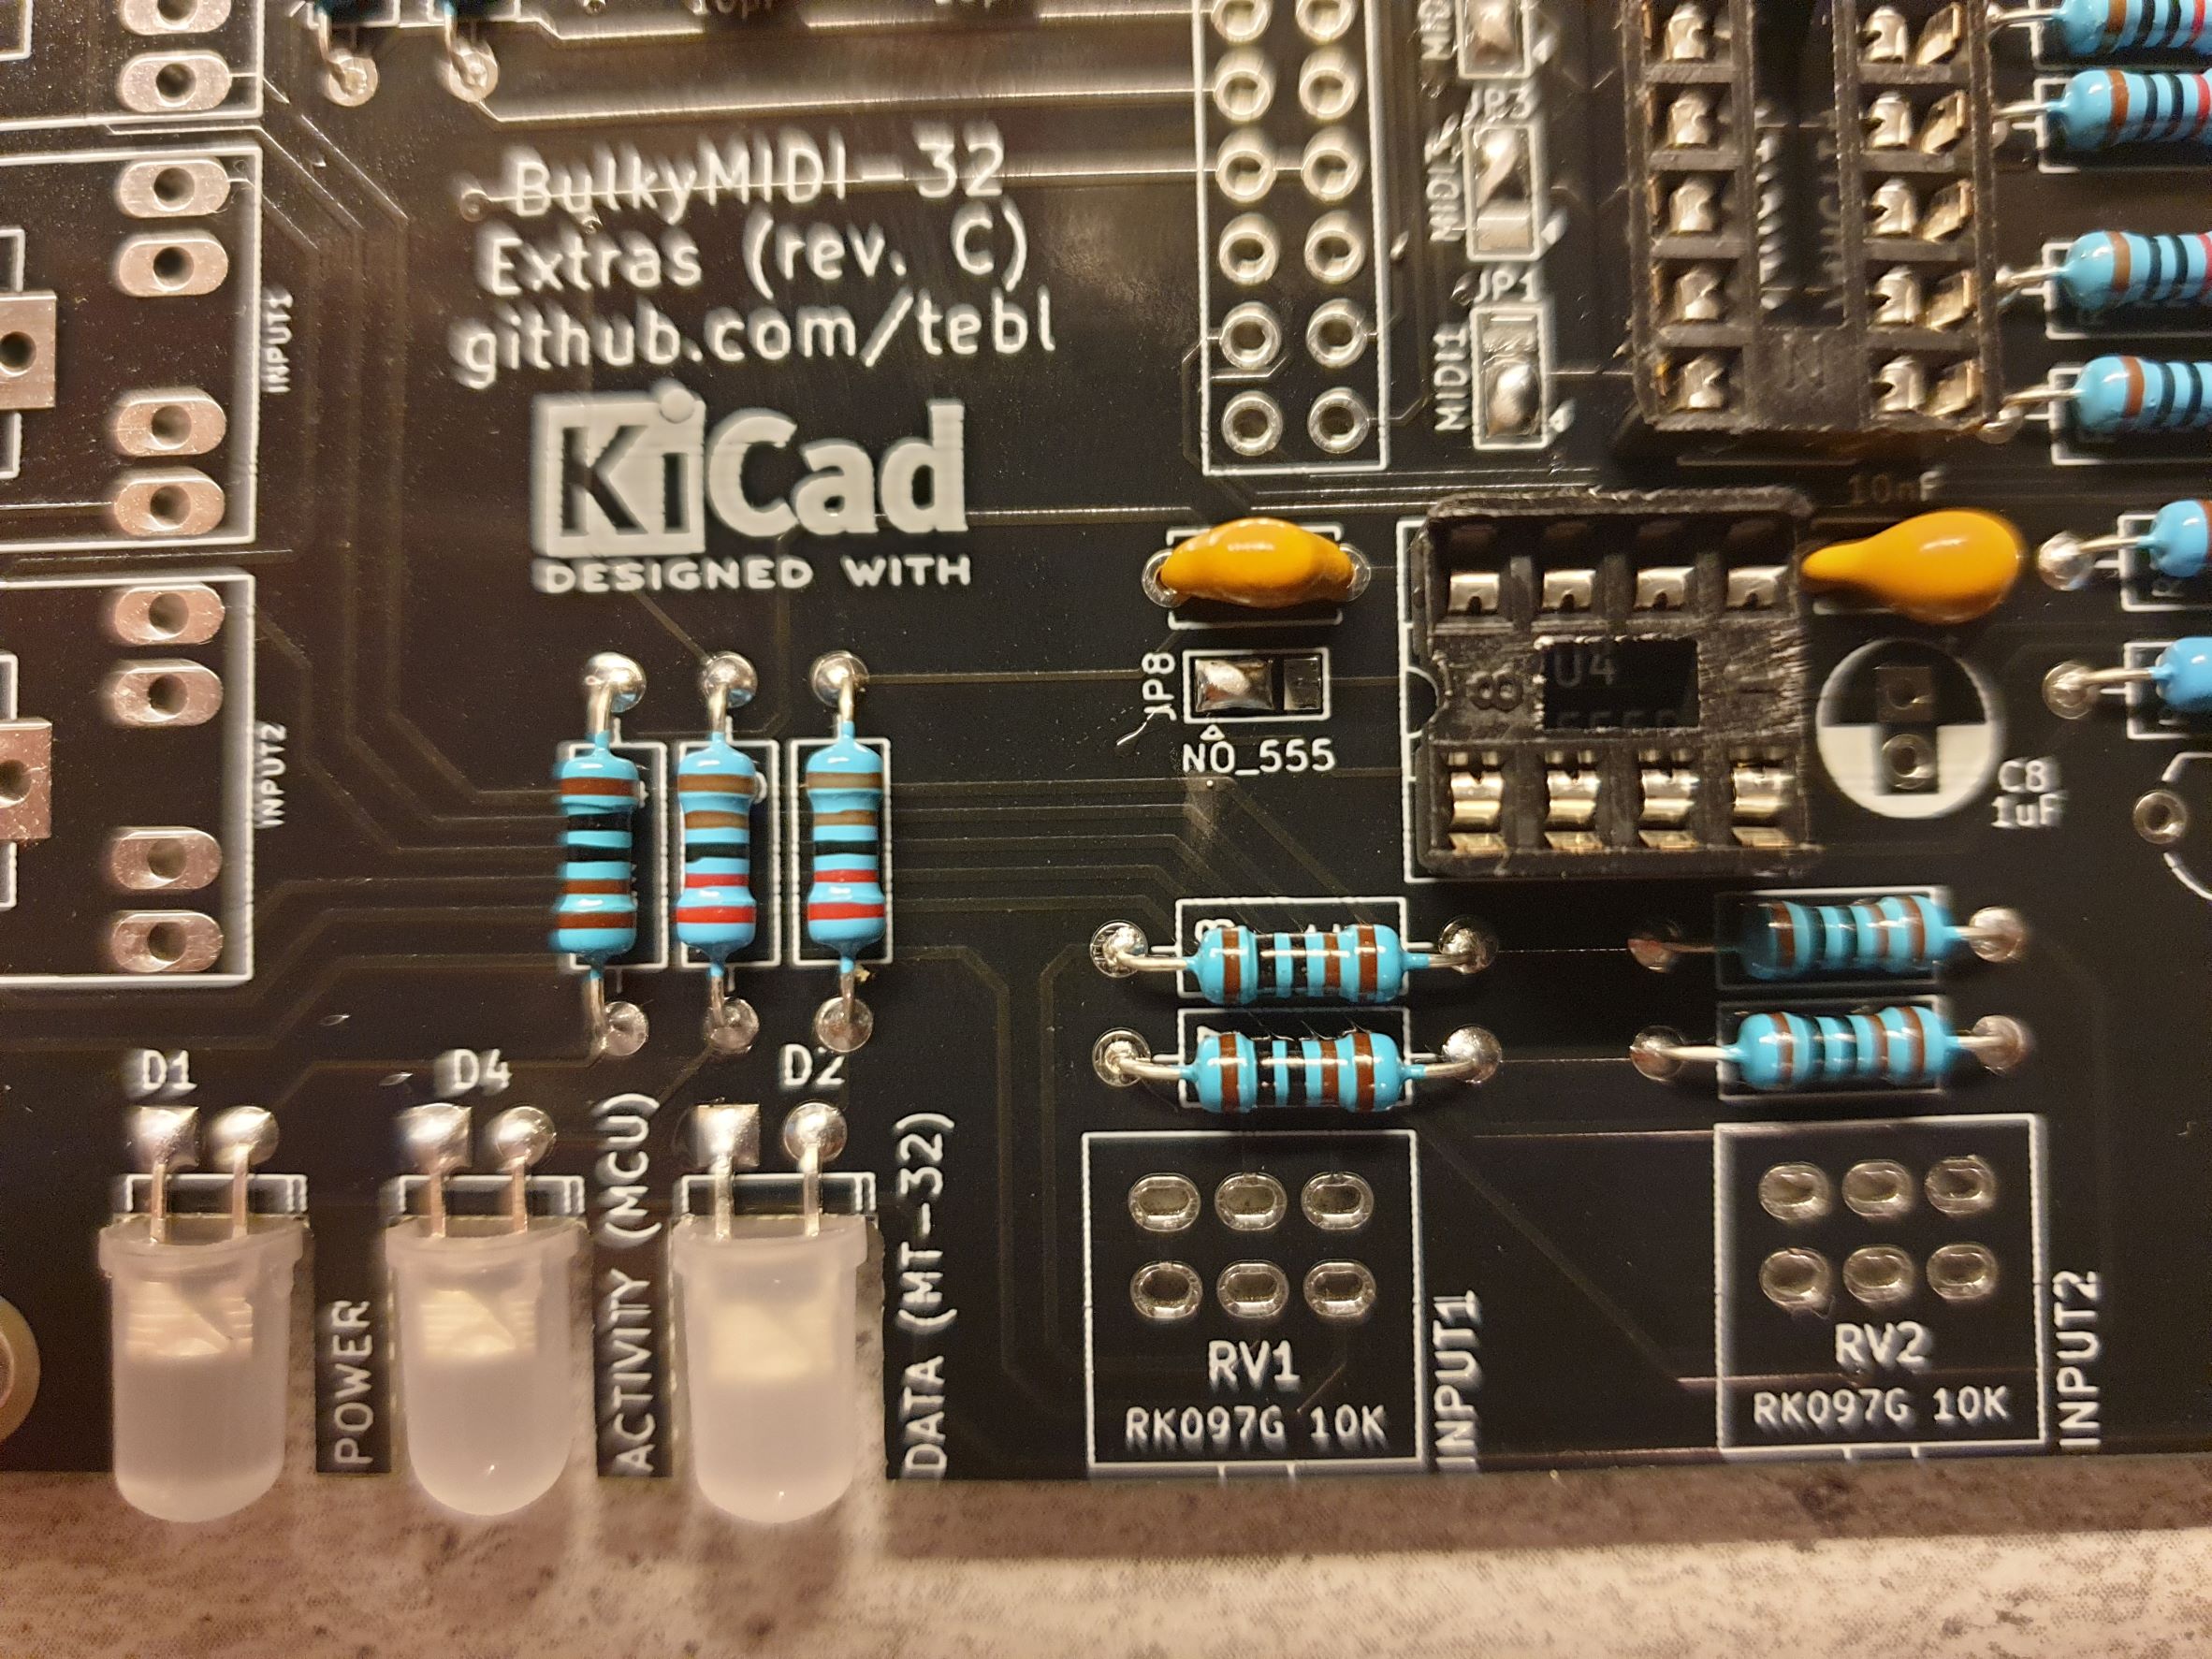 BulkyMIDI-32
Extras (rev. C)
github.com/tebl
KiCad
DESIGNED WITH
INPUT1
INPUT2
JP3
JP1
MIDI1
10nF
JP8
NO_555
8
U4
C8
1uF
D1
D4
D2
POWER
ACTIVITY (MCU)
DATA (MT-32)
RV1
RK097G 10K
INPUT1
RV2
RK097G 10K
INPUT2